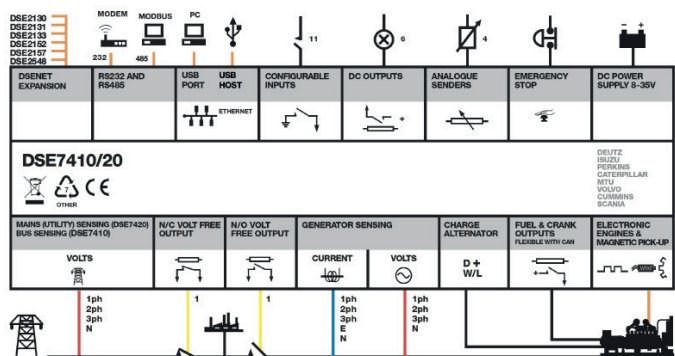 DSE2130
DSE2131
DSE2133
DSE2152
DSE2157
DSE2548
MODEM
232
MODBUS
485
PC
11
6
4
- +
DSENET
EXPANSION
RS232 AND
RS485
USB
PORT
USB
HOST
ETHERNET
CONFIGURABLE
INPUTS
DC OUTPUTS
+
ANALOGUE
SENDERS
EMERGENCY
STOP
DC POWER
SUPPLY 8-35V
DSE7410/20
7
OTHER
CE
DEUTZ
ISUZU
PERKINS
CATERPILLAR
MTU
VOLVO
CUMMINS
SCANIA
MAINS (UTILITY) SENSING (DSE7420)
BUS SENSING (DSE7410)
VOLTS
N/C VOLT FREE
OUTPUT
N/O VOLT
FREE OUTPUT
GENERATOR SENSING
CURRENT
VOLTS
CHARGE
ALTERNATOR
D +
W/L
FUEL & CRANK
OUTPUTS
FLEXIBLE WITH CAN
+
ELECTRONIC
ENGINES &
MAGNETIC PICK-UP
1ph
2ph
3ph
N
1
1
1ph
2ph
3ph
E
N
1ph
2ph
3ph
N